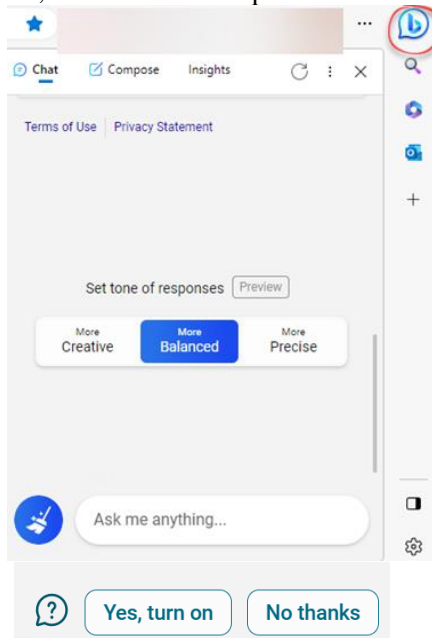 Chat Compose Insights
Terms of Use Privacy Statement
Set tone of responses Preview
More More More
Creative Balanced Precise
Ask me anything...
Yes, turn on No thanks